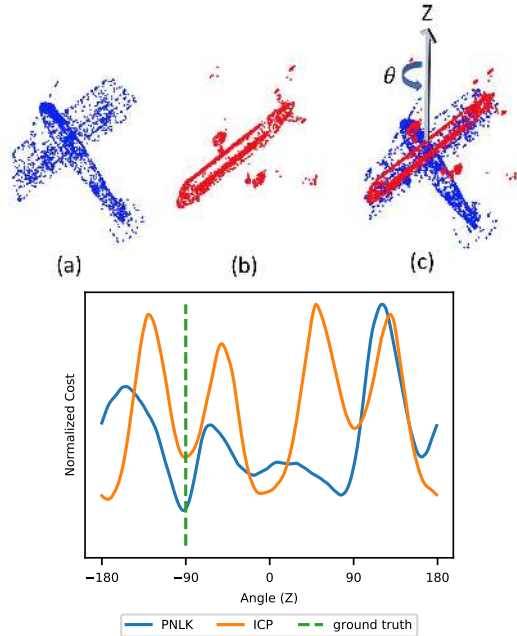 Z
θ
(a) (b) (c)
Normalized Cost
−180 −90 0 90 180
Angle (Z)
PNLK ICP ground truth